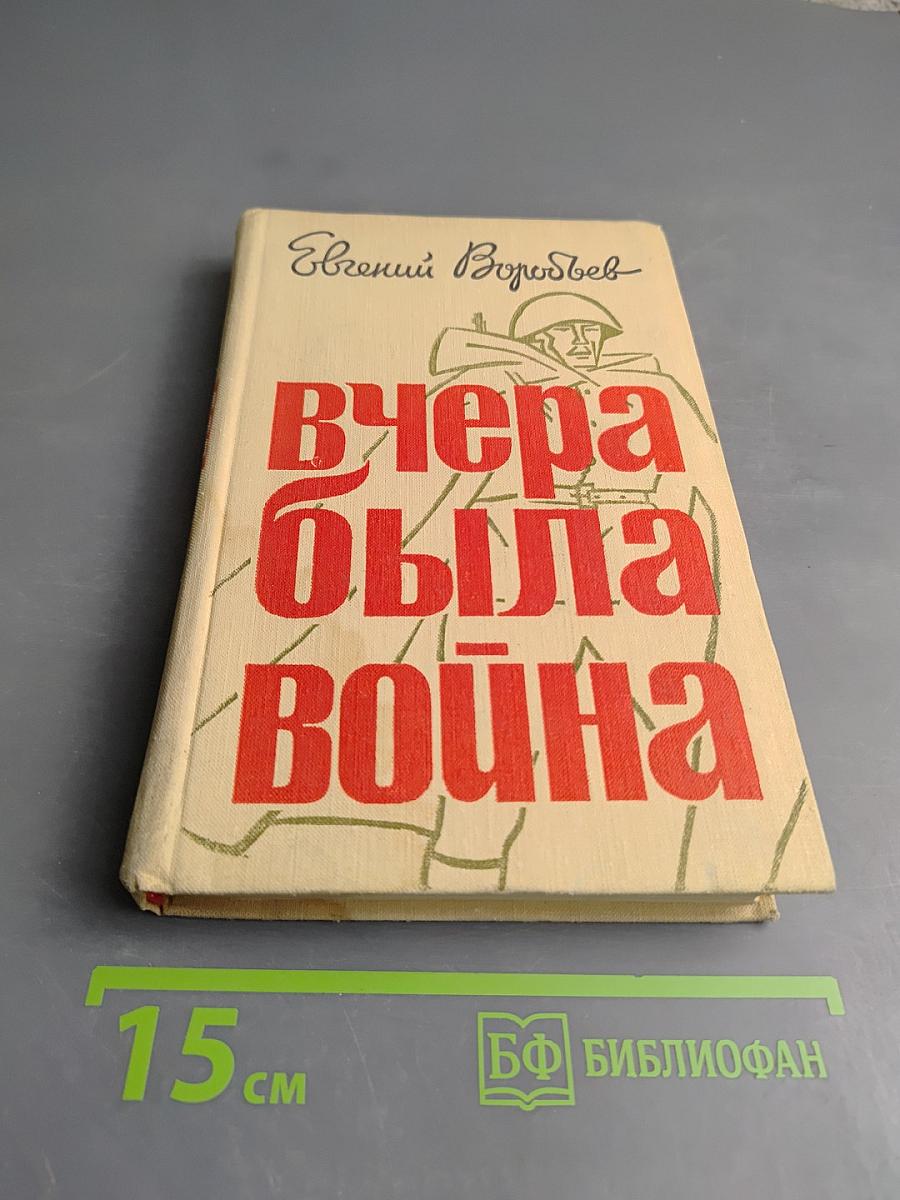 Евгений Воробьев
вчера
была
война
15 см
БФ БИБЛИОФАН